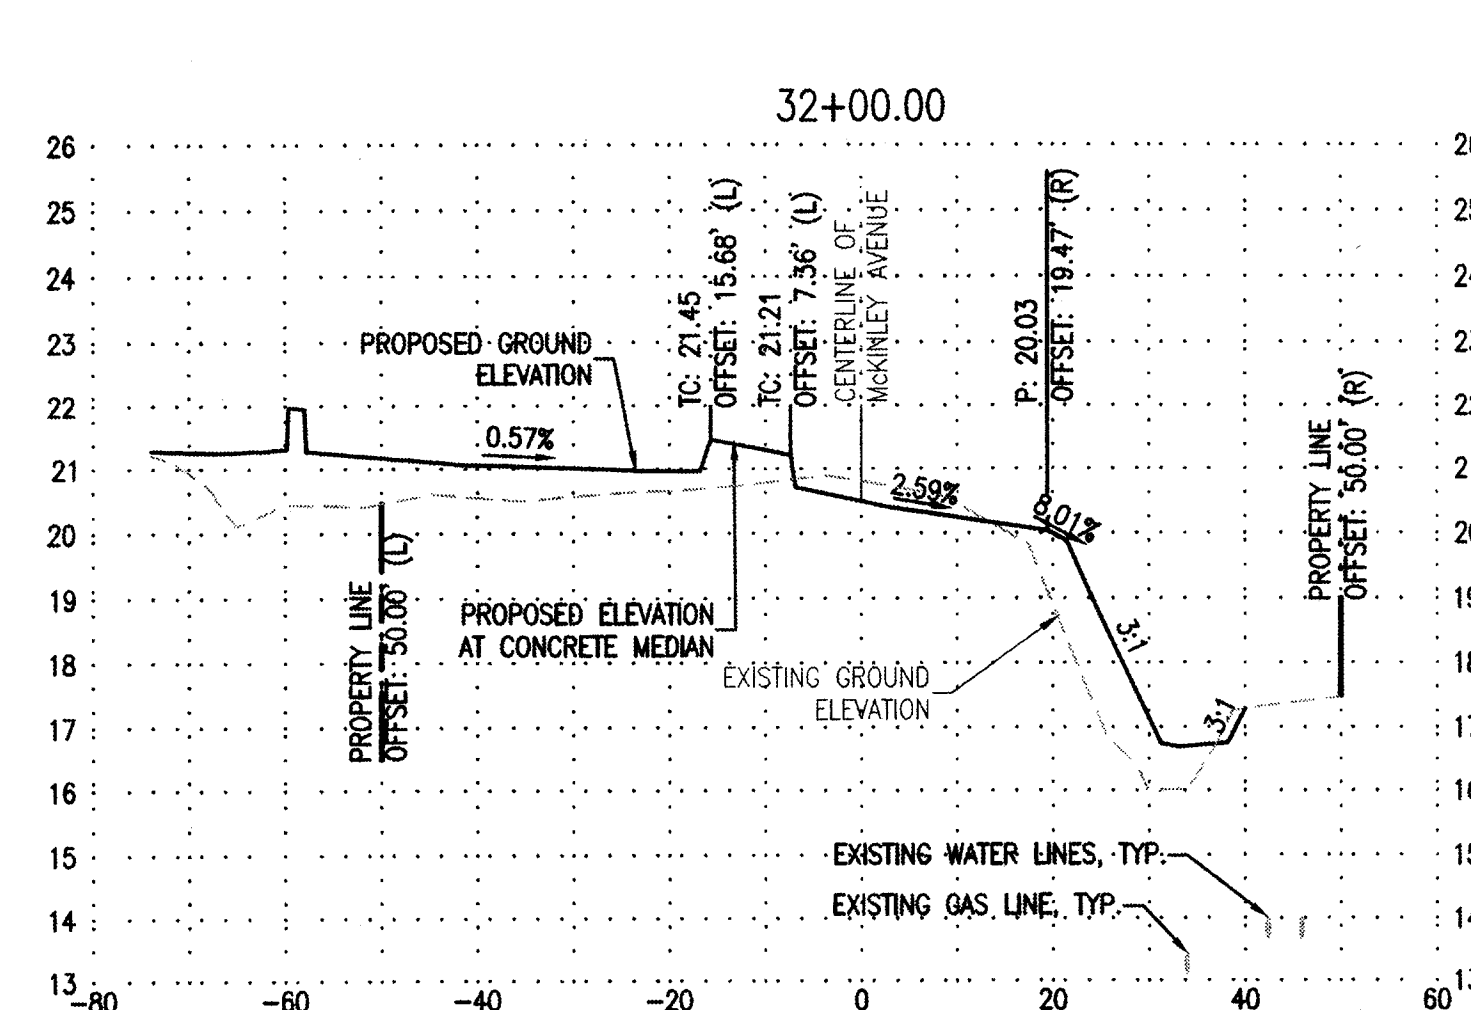 32+00.00
26
25
24
23
22
21
20
19
18
17
16
15
14
13
TC: 21.45
OFFSET: 15.68' (L)
TC: 21.21
OFFSET: 7.36' (L)
CENTERLINE OF
McKINLEY AVENUE
P: 20.03
OFFSET: 19.47' (R)
PROPOSED GROUND
ELEVATION
0.57%
2.59%
8.01%
PROPERTY LINE
OFFSET: 50.00' (L)
PROPOSED ELEVATION
AT CONCRETE MEDIAN
EXISTING GROUND
ELEVATION
3:1
3:1
PROPERTY LINE
OFFSET: 50.00' (R)
EXISTING WATER LINES, TYP.
EXISTING GAS LINE, TYP.
-80 -60 -40 -20 0 20 40 60